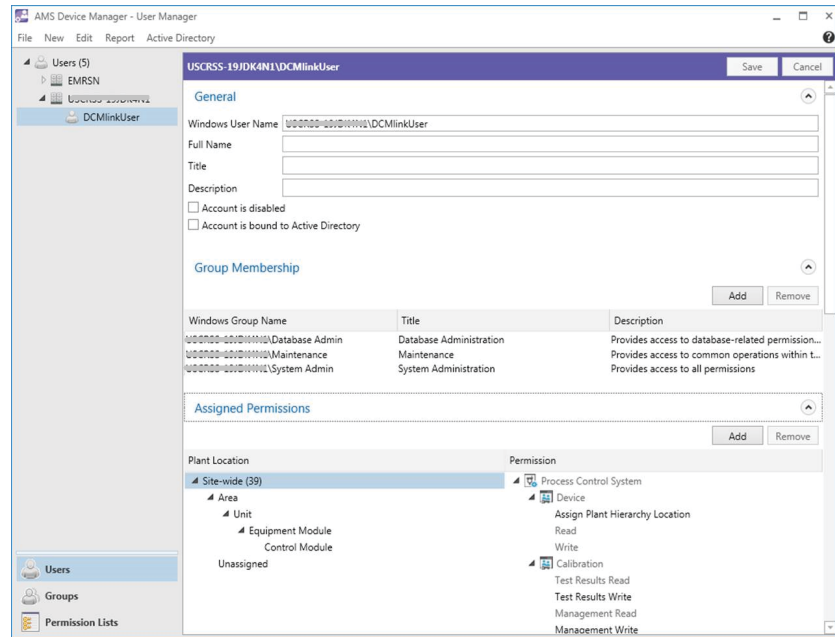 AMS Device Manager - User Manager
File New Edit Report Active Directory
Users (5)
EMRSN
DCMlinkUser
Users
Groups
Permission Lists
USCRSS-19JDK4N1\DCMlinkUser Save Cancel
General
Windows User Name \DCMlinkUser
Full Name
Title
Description
Account is disabled
Account is bound to Active Directory
Group Membership
Add Remove
Windows Group Name Title Description
\Database Admin Database Administration Provides access to database-related permission...
\Maintenance Maintenance Provides access to common operations within t...
\System Admin System Administration Provides access to all permissions
Assigned Permissions
Add Remove
Plant Location Permission
Site-wide (39) Process Control System
Area Device
Unit Assign Plant Hierarchy Location
Equipment Module Read
Control Module Write
Unassigned Calibration
Test Results Read
Test Results Write
Management Read
Management Write